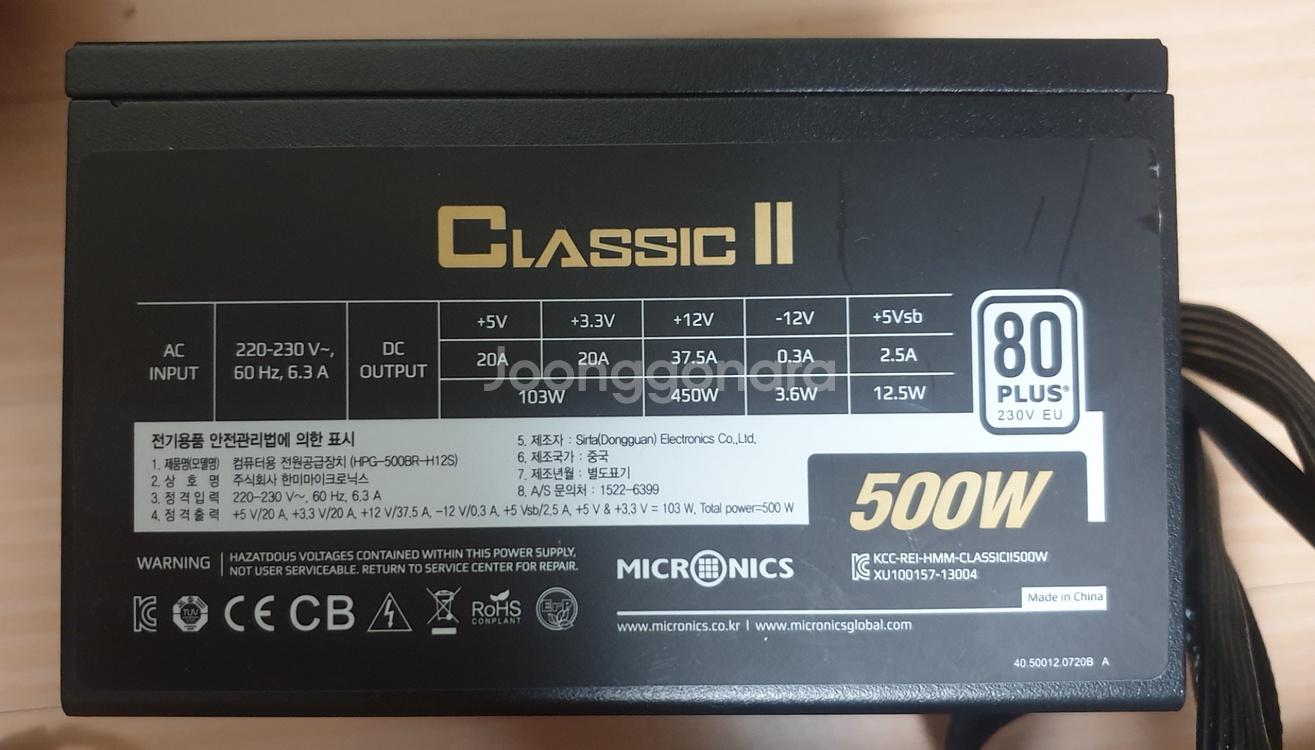 CLASSIC II
+5V +3.3V +12V -12V +5Vsb
AC INPUT 220-230 V~, 60 Hz, 6.3 A DC OUTPUT
20A 20A 37.5A 0.3A 2.5A
103W 450W 3.6W 12.5W
Joonggonara
80
PLUS®
230V EU
전기용품 안전관리법에 의한 표시
1. 제품명(모델명) 컴퓨터용 전원공급장치 (HPG-500BR-H12S)
2. 상 호 명 주식회사 한미마이크로닉스
3. 정 격 입 력 220-230 V~, 60 Hz, 6.3 A
4. 정 격 출 력 +5 V/20 A, +3.3 V/20 A, +12 V/37.5 A, -12 V/0.3 A, +5 Vsb/2.5 A, +5 V & +3.3 V = 103 W, Total power=500 W
5. 제조자 : Sirfa(Dongguan) Electronics Co.,Ltd.
6. 제조국가 : 중국
7. 제조년월 : 별도표기
8. A/S 문의처 : 1522-6399
500W
WARNING HAZATDOUS VOLTAGES CONTAINED WITHIN THIS POWER SUPPLY,
NOT USER SERVICEABLE. RETURN TO SERVICE CENTER FOR REPAIR.
MICRONICS
KCC-REI-HMM-CLASSICII500W
XU100157-13004
Made in China
TUV CE CB RoHS
CONPLANT
ErP
www.micronics.co.kr | www.micronicsglobal.com
40.50012.0720B A